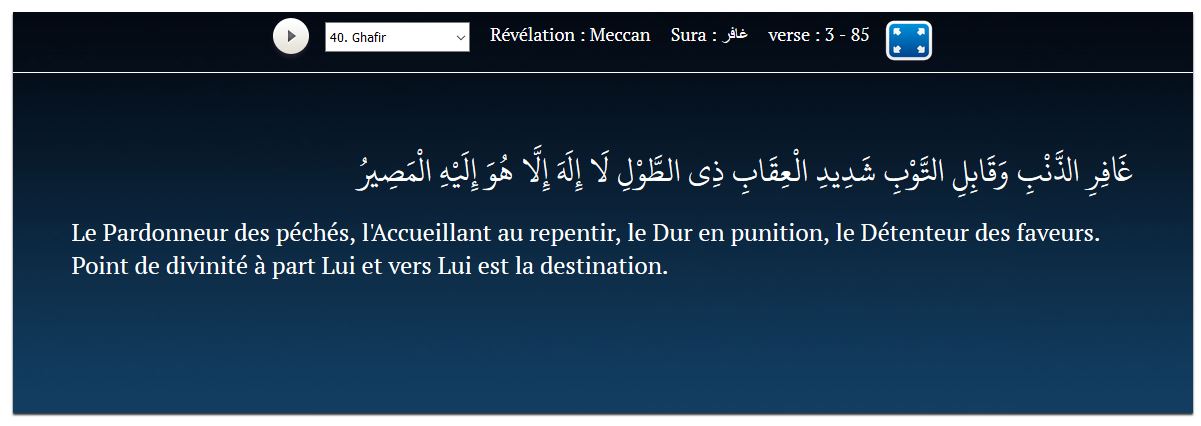 40. Ghafir Révélation : Meccan Sura : غافر verse : 3 - 85
غَافِرِ الذَّنْبِ وَقَابِلِ التَّوْبِ شَدِيدِ الْعِقَابِ ذِى الطَّوْلِ لَا إِلَهَ إِلَّا هُوَ إِلَيْهِ الْمَصِيرُ
Le Pardonneur des péchés, l'Accueillant au repentir, le Dur en punition, le Détenteur des faveurs.
Point de divinité à part Lui et vers Lui est la destination.